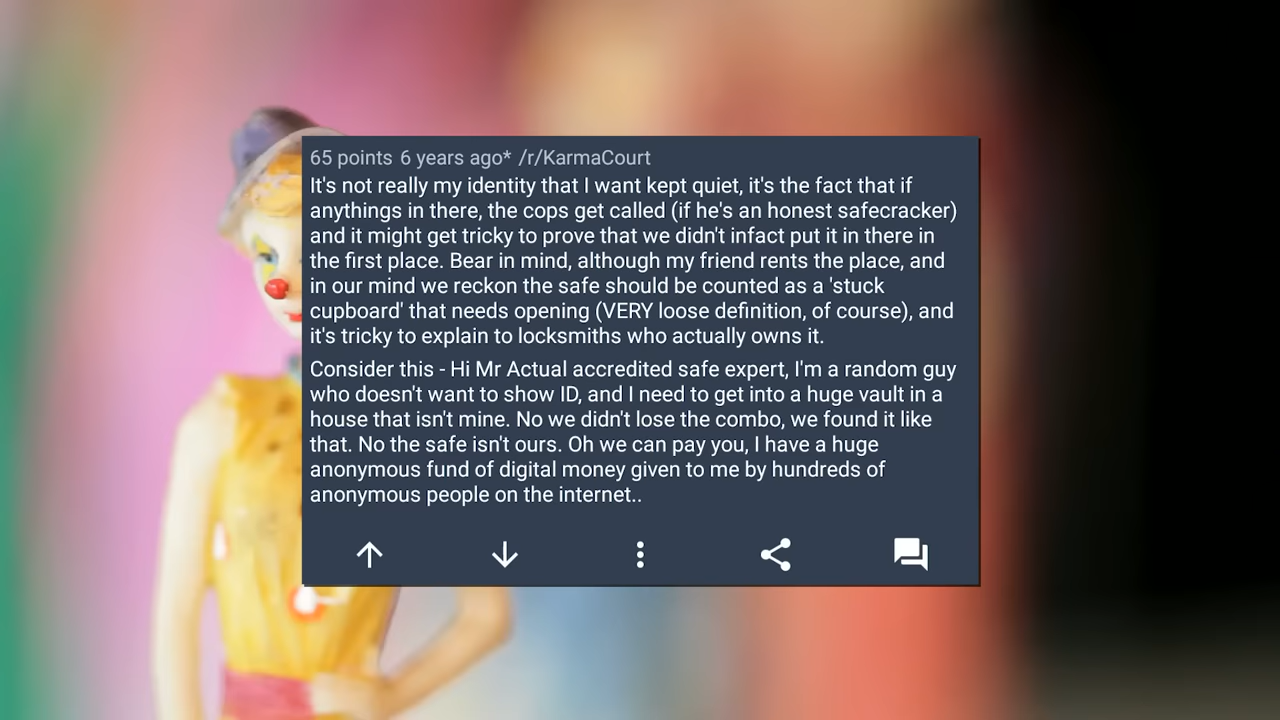 65 points 6 years ago* /r/KarmaCourt
It's not really my identity that I want kept quiet, it's the fact that if
anythings in there, the cops get called (if he's an honest safecracker)
and it might get tricky to prove that we didn't infact put it in there in
the first place. Bear in mind, although my friend rents the place, and
in our mind we reckon the safe should be counted as a 'stuck
cupboard' that needs opening (VERY loose definition, of course), and
it's tricky to explain to locksmiths who actually owns it.
Consider this - Hi Mr Actual accredited safe expert, I'm a random guy
who doesn't want to show ID, and I need to get into a huge vault in a
house that isn't mine. No we didn't lose the combo, we found it like
that. No the safe isn't ours. Oh we can pay you, I have a huge
anonymous fund of digital money given to me by hundreds of
anonymous people on the internet..